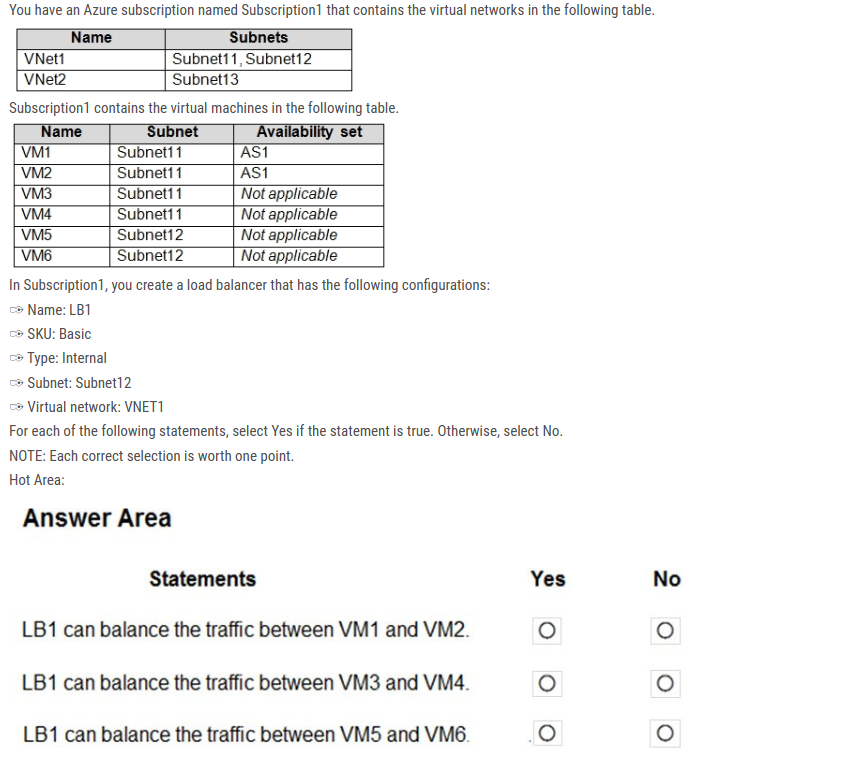 You have an Azure subscription named Subscription1 that contains the virtual networks in the following table.
Name Subnets
VNet1 Subnet11, Subnet12
VNet2 Subnet13
Subscription1 contains the virtual machines in the following table.
Name Subnet Availability set
VM1 Subnet11 AS1
VM2 Subnet11 AS1
VM3 Subnet11 Not applicable
VM4 Subnet11 Not applicable
VM5 Subnet12 Not applicable
VM6 Subnet12 Not applicable
In Subscription1, you create a load balancer that has the following configurations:
Name: LB1
SKU: Basic
Type: Internal
Subnet: Subnet12
Virtual network: VNET1
For each of the following statements, select Yes if the statement is true. Otherwise, select No.
NOTE: Each correct selection is worth one point.
Hot Area:
Answer Area
Statements Yes No
LB1 can balance the traffic between VM1 and VM2.
LB1 can balance the traffic between VM3 and VM4.
LB1 can balance the traffic between VM5 and VM6.